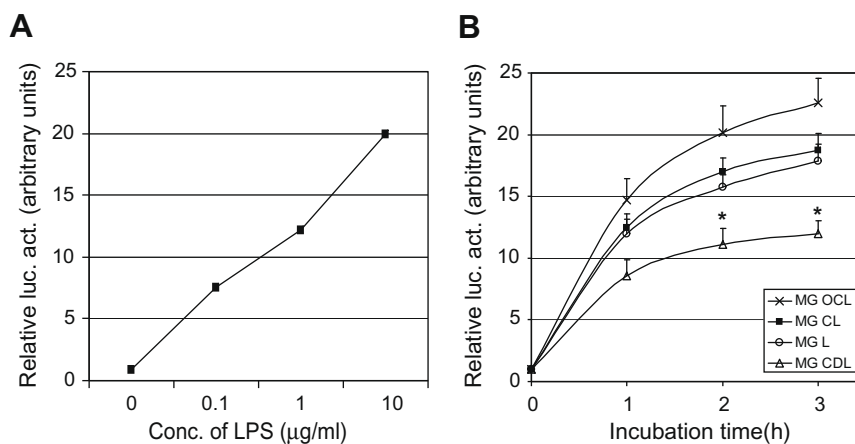 A
Relative luc. act. (arbitrary units)
25
20
15
10
5
0
0 0.1 1 10
Conc. of LPS (μg/ml)
B
Relative luc. act. (arbitrary units)
25
20
15
10
5
0
* *
MG OCL
MG CL
MG L
MG CDL
0 1 2 3
Incubation time(h)